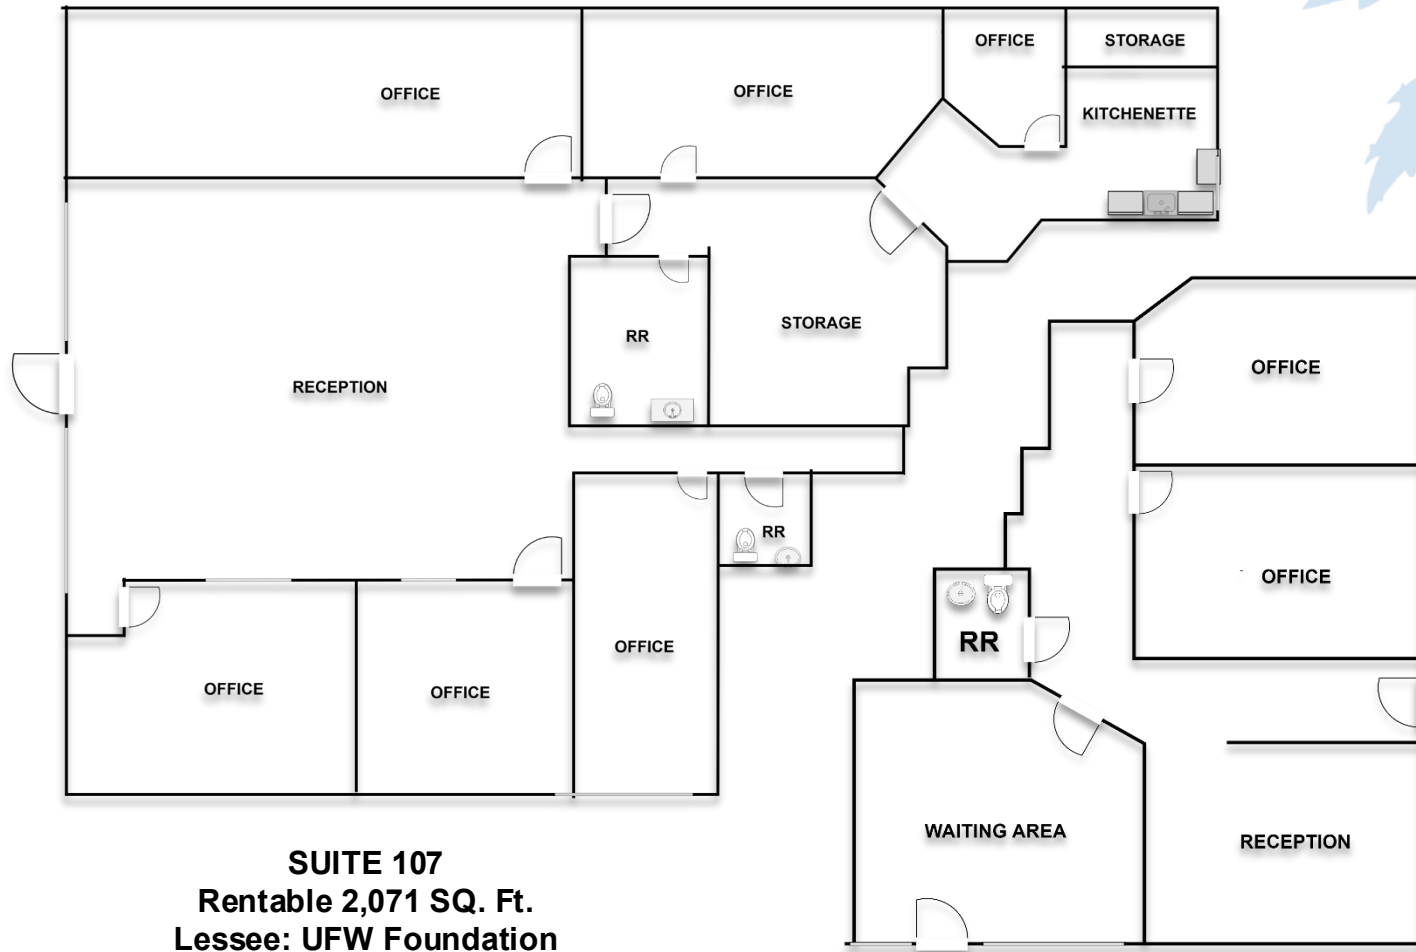 OFFICE
OFFICE
OFFICE
STORAGE
KITCHENETTE
RR
STORAGE
RECEPTION
OFFICE
RR
OFFICE
OFFICE
RR
OFFICE
OFFICE
OFFICE
WAITING AREA
RECEPTION
SUITE 107
Rentable 2,071 SQ. Ft.
Lessee: UFW Foundation